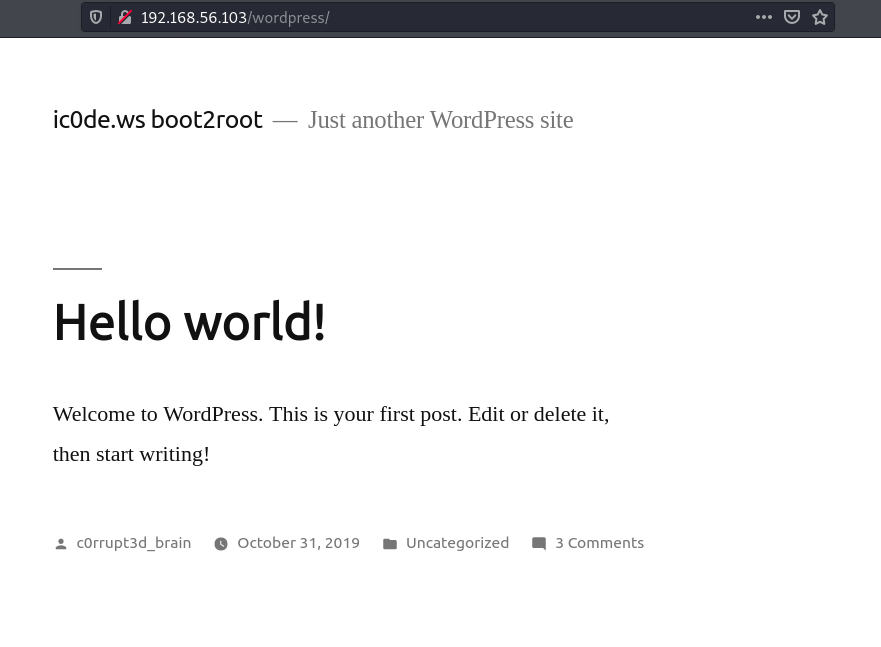 192.168.56.103/wordpress/
ic0de.ws boot2root — Just another WordPress site
Hello world!
Welcome to WordPress. This is your first post. Edit or delete it,
then start writing!
c0rrupt3d_brain October 31, 2019 Uncategorized 3 Comments